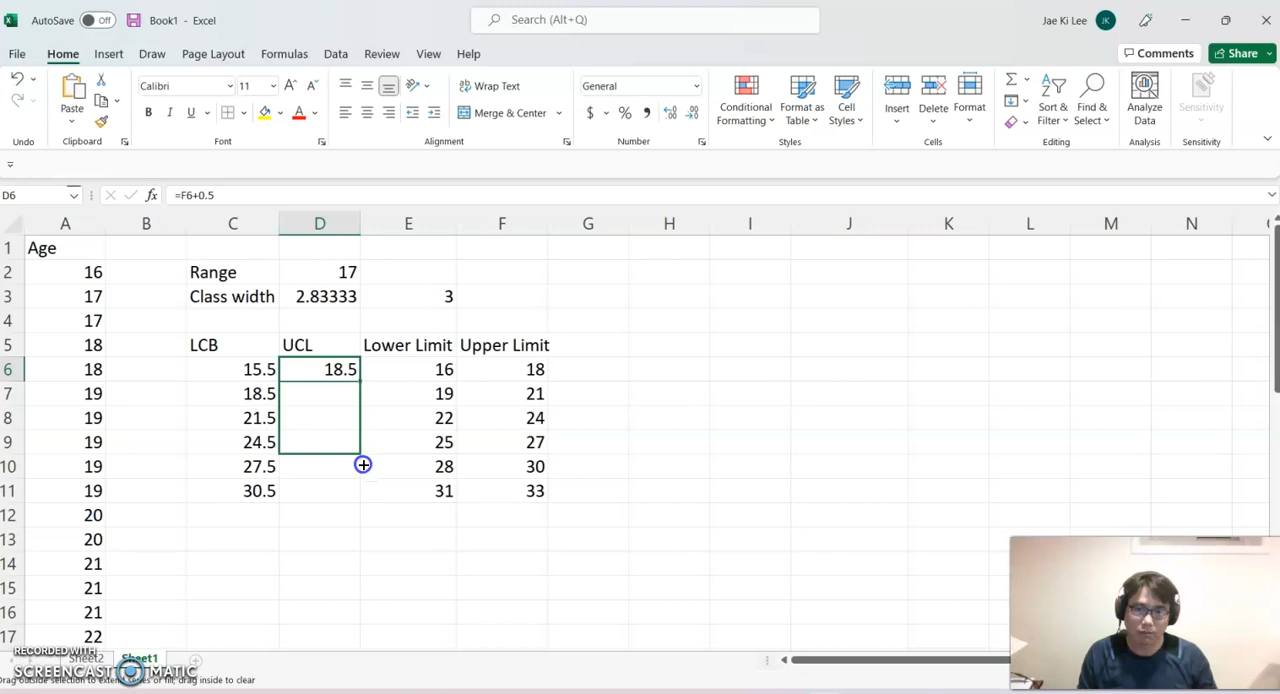 AutoSave Off Book1 - Excel Search (Alt+Q) Jae Ki Lee JK
File Home Insert Draw Page Layout Formulas Data Review View Help Comments Share
Calibri 11 Wrap Text General
Paste B I U Merge & Center $ % Conditional Formatting Format as Table Cell Styles Insert Delete Format Sort & Filter Find & Select Analyze Data Sensitivity
Undo Clipboard Font Alignment Number Styles Cells Editing Analysis Sensitivity
D6 fx =F6+0.5
A B C D E F G H I J K L M N
1 Age
2 16 Range 17
3 17 Class width 2.83333 3
4 17
5 18 LCB UCL Lower Limit Upper Limit
6 18 15.5 18.5 16 18
7 19 18.5 19 21
8 19 21.5 22 24
9 19 24.5 25 27
10 19 27.5 28 30
11 19 30.5 31 33
12 20
13 20
14 21
15 21
16 21
17 22
RECORDED WITH
Sheet2 Sheet1
SCREENCAST MATIC
Drag outside selection to extend series or fill; drag inside to clear